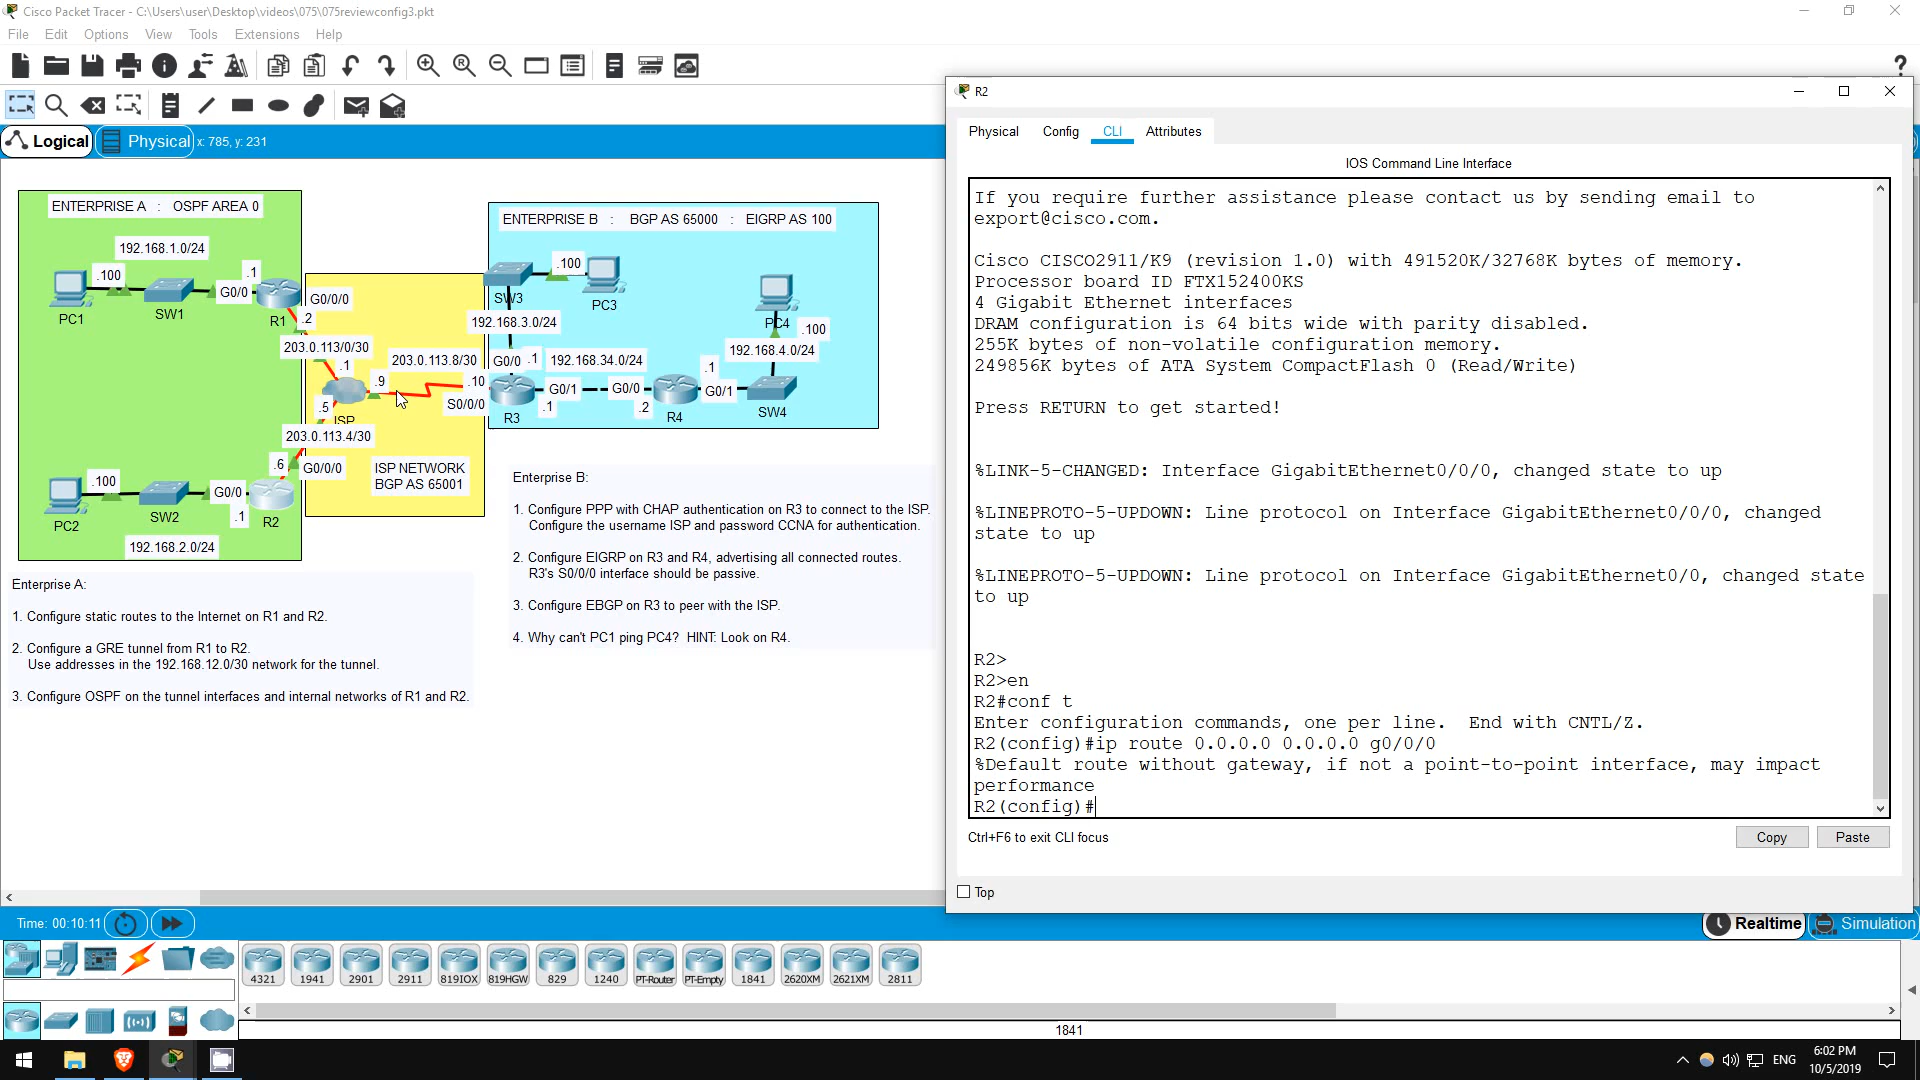 Cisco Packet Tracer - C:\Users\user\Desktop\videos\075\075reviewconfig3.pkt
File Edit Options View Tools Extensions Help
Logical Physical x: 785, y: 231
ENTERPRISE A : OSPF AREA 0
192.168.1.0/24
.100
.1
G0/0
G0/0/0
PC1
SW1
R1
.2
203.0.113/0/30
.1
203.0.113.8/30
.9
.10
S0/0/0
.5
ISP
203.0.113.4/30
.6
G0/0/0
ISP NETWORK
BGP AS 65001
.100
G0/0
.1
PC2
SW2
R2
192.168.2.0/24
ENTERPRISE B : BGP AS 65000 : EIGRP AS 100
.100
SW3
PC3
192.168.3.0/24
G0/0
.1
192.168.34.0/24
PC4
.100
192.168.4.0/24
.1
G0/1
G0/0
G0/1
R3
.1
.2
R4
SW4
Enterprise A:
1. Configure static routes to the Internet on R1 and R2.
2. Configure a GRE tunnel from R1 to R2.
Use addresses in the 192.168.12.0/30 network for the tunnel.
3. Configure OSPF on the tunnel interfaces and internal networks of R1 and R2.
Enterprise B:
1. Configure PPP with CHAP authentication on R3 to connect to the ISP.
Configure the username ISP and password CCNA for authentication.
2. Configure EIGRP on R3 and R4, advertising all connected routes.
R3's S0/0/0 interface should be passive.
3. Configure EBGP on R3 to peer with the ISP.
4. Why can't PC1 ping PC4? HINT: Look on R4.
R2
Physical Config CLI Attributes
IOS Command Line Interface
If you require further assistance please contact us by sending email to
export@cisco.com.
Cisco CISCO2911/K9 (revision 1.0) with 491520K/32768K bytes of memory.
Processor board ID FTX152400KS
4 Gigabit Ethernet interfaces
DRAM configuration is 64 bits wide with parity disabled.
255K bytes of non-volatile configuration memory.
249856K bytes of ATA System CompactFlash 0 (Read/Write)
Press RETURN to get started!
%LINK-5-CHANGED: Interface GigabitEthernet0/0/0, changed state to up
%LINEPROTO-5-UPDOWN: Line protocol on Interface GigabitEthernet0/0/0, changed
state to up
%LINEPROTO-5-UPDOWN: Line protocol on Interface GigabitEthernet0/0, changed state
to up
R2>
R2>en
R2#conf t
Enter configuration commands, one per line. End with CNTL/Z.
R2(config)#ip route 0.0.0.0 0.0.0.0 g0/0/0
%Default route without gateway, if not a point-to-point interface, may impact
performance
R2(config)#
Ctrl+F6 to exit CLI focus
Copy Paste
Top
Time: 00:10:11
Realtime Simulation
4321 1941 2901 2911 819IOX 819HGW 829 1240 PT-Router PT-Empty 1841 2620XM 2621XM 2811
1841
ENG
6:02 PM
10/5/2019